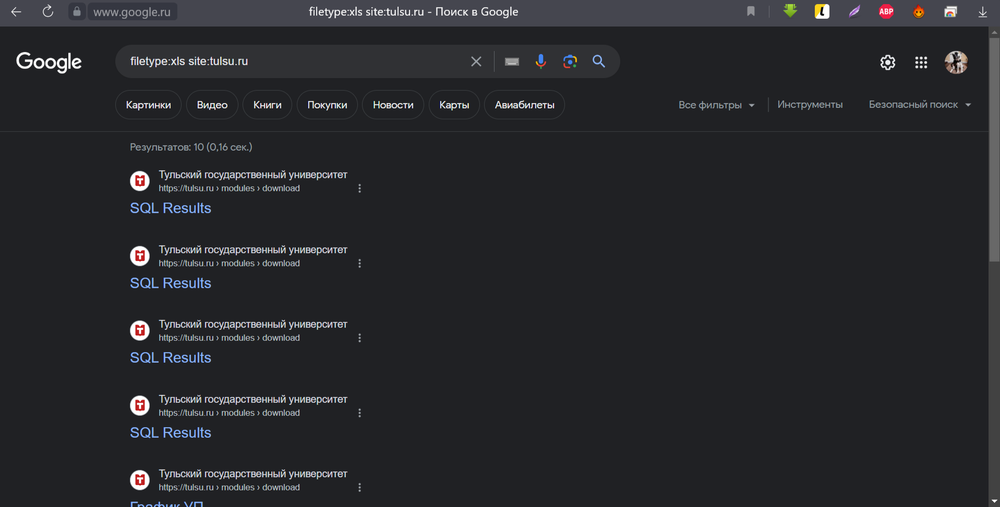 www.google.ru
filetype:xls site:tulsu.ru - Поиск в Google
ABP
Google
filetype:xls site:tulsu.ru
Картинки
Видео
Книги
Покупки
Новости
Карты
Авиабилеты
Все фильтры
Инструменты
Безопасный поиск
Результатов: 10 (0,16 сек.)
Тульский государственный университет
https://tulsu.ru › modules › download
SQL Results
Тульский государственный университет
https://tulsu.ru › modules › download
SQL Results
Тульский государственный университет
https://tulsu.ru › modules › download
SQL Results
Тульский государственный университет
https://tulsu.ru › modules › download
SQL Results
Тульский государственный университет
https://tulsu.ru › modules › download
График УП